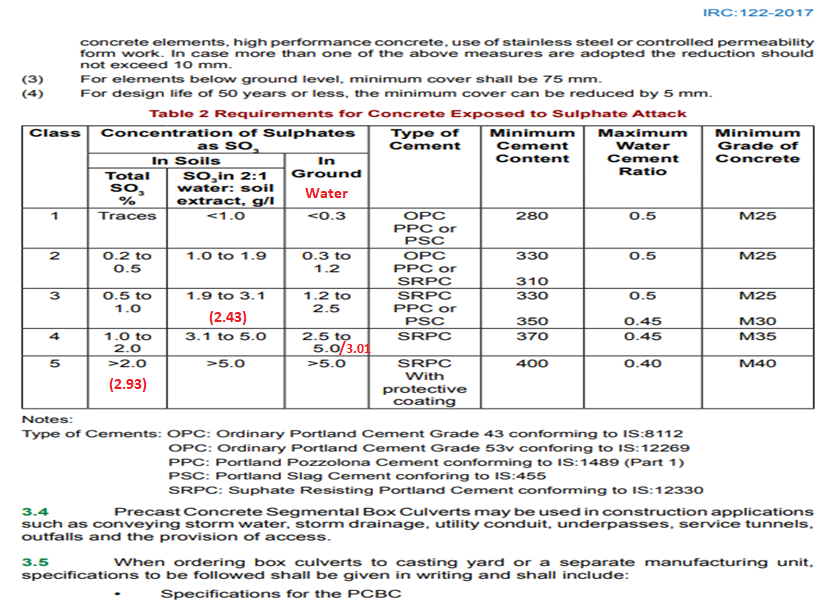 IRC:122-2017
concrete elements, high performance concrete, use of stainless steel or controlled permeability
form work. In case more than one of the above measures are adopted the reduction should
not exceed 10 mm.
(3) For elements below ground level, minimum cover shall be 75 mm.
(4) For design life of 50 years or less, the minimum cover can be reduced by 5 mm.
Table 2 Requirements for Concrete Exposed to Sulphate Attack
Class Concentration of Sulphates Type of Minimum Maximum Minimum
as SO3 Cement Cement Water Grade of
In Soils In Content Cement Concrete
Total SO3in 2:1 Ground Ratio
SO3 water: soil Water
% extract, g/l
1 Traces <1.0 <0.3 OPC 280 0.5 M25
PPC or
PSC
2 0.2 to 1.0 to 1.9 0.3 to OPC 330 0.5 M25
0.5 1.2 PPC or
SRPC 310
3 0.5 to 1.9 to 3.1 1.2 to SRPC 330 0.5 M25
1.0 (2.43) 2.5 PPC or
PSC 350 0.45 M30
4 1.0 to 3.1 to 5.0 2.5 to SRPC 370 0.45 M35
2.0 5.0/3.01
5 >2.0 >5.0 >5.0 SRPC 400 0.40 M40
(2.93) With
protective
coating
Notes:
Type of Cements: OPC: Ordinary Portland Cement Grade 43 conforming to IS:8112
OPC: Ordinary Portland Cement Grade 53v conforing to IS:12269
PPC: Portland Pozzolona Cement conforming to IS:1489 (Part 1)
PSC: Portland Slag Cement conforing to IS:455
SRPC: Suphate Resisting Portland Cement conforming to IS:12330
3.4 Precast Concrete Segmental Box Culverts may be used in construction applications
such as conveying storm water, storm drainage, utility conduit, underpasses, service tunnels,
outfalls and the provision of access.
3.5 When ordering box culverts to casting yard or a separate manufacturing unit,
specifications to be followed shall be given in writing and shall include:
• Specifications for the PCBC